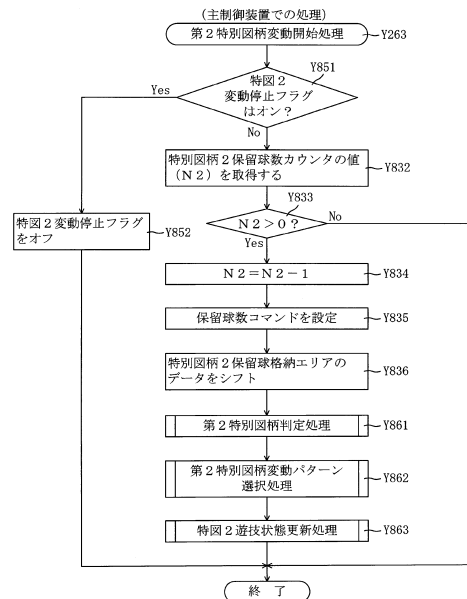 (主制御装置での処理)
第2特別図柄変動開始処理
Y263
Y851
特図2
変動停止フラグ
はオン?
Yes
No
特別図柄2保留球数カウンタの値
(N2)を取得する
Y832
Y833
N2>0?
No
Yes
特図2変動停止フラグ
をオフ
Y852
N2=N2-1
Y834
保留球数コマンドを設定
Y835
特別図柄2保留球格納エリアの
データをシフト
Y836
第2特別図柄判定処理
Y861
第2特別図柄変動パターン
選択処理
Y862
特図2遊技状態更新処理
Y863
終 了